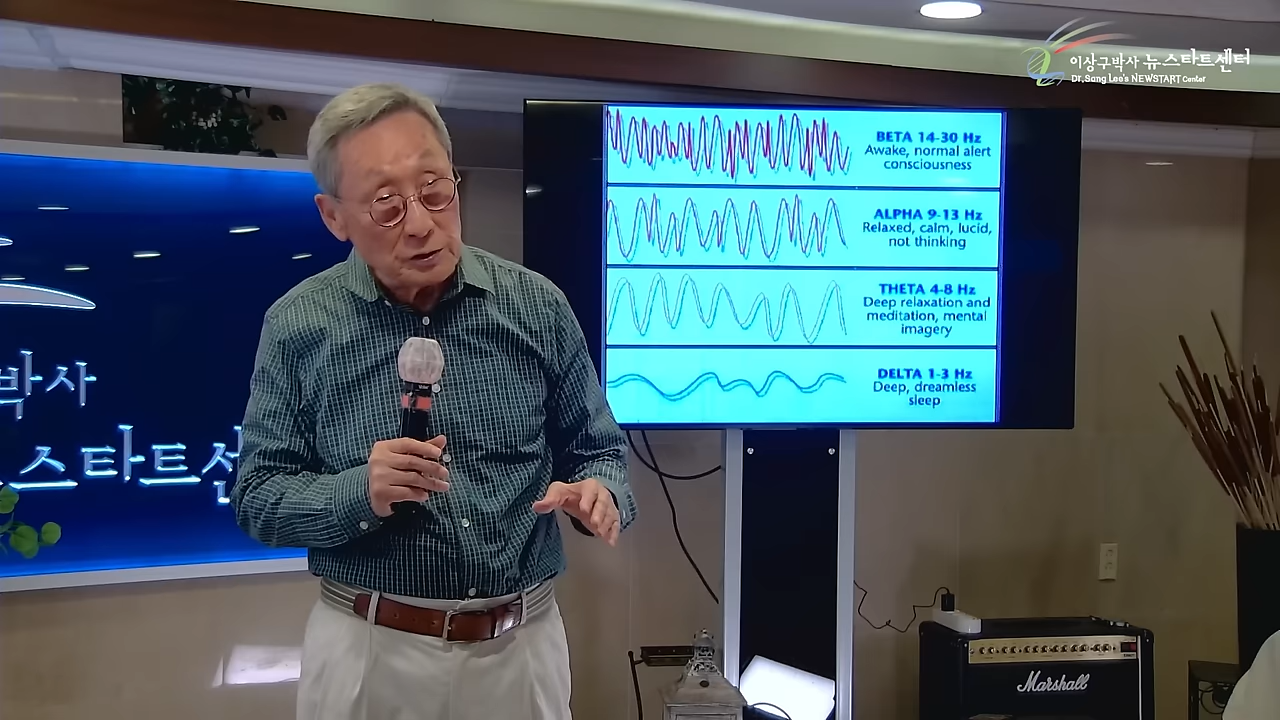 이상구박사 뉴스타트센터
Dr. Sang Lee's NEWSTART Center
BETA 14-30 Hz
Awake, normal alert
consciousness
ALPHA 9-13 Hz
Relaxed, calm, lucid,
not thinking
THETA 4-8 Hz
Deep relaxation and
meditation, mental
imagery
DELTA 1-3 Hz
Deep, dreamless
sleep
박사
스타트센
Marshall